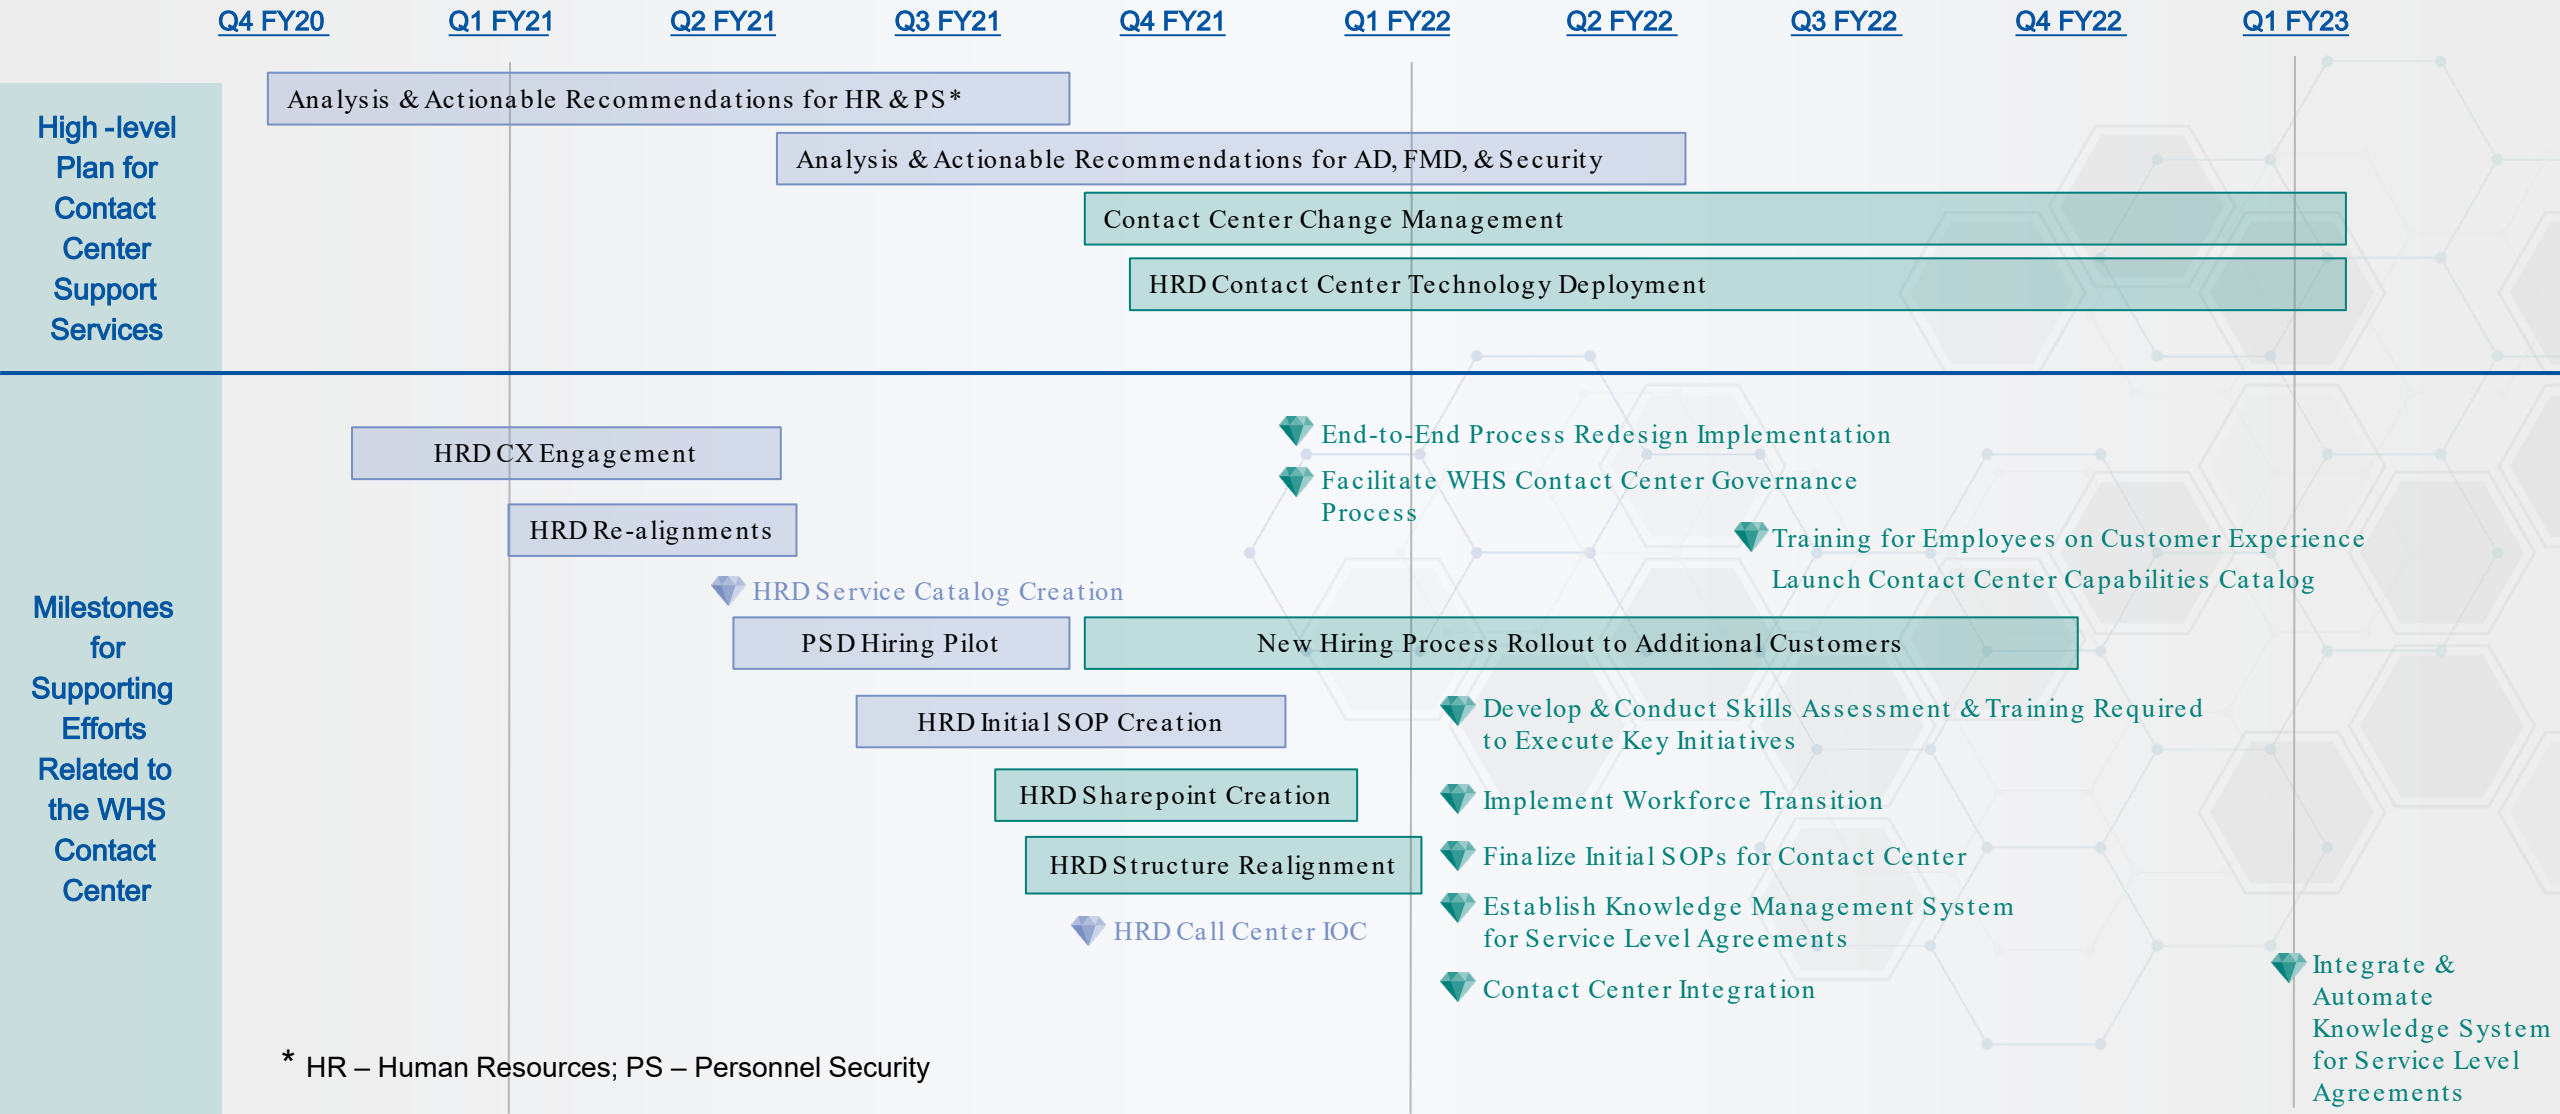 Q4 FY20 Q1 FY21 Q2 FY21 Q3 FY21 Q4 FY21 Q1 FY22 Q2 FY22 Q3 FY22 Q4 FY22 Q1 FY23
High -level
Plan for
Contact
Center
Support
Services
Analysis & Actionable Recommendations for HR & PS*
Analysis & Actionable Recommendations for AD, FMD, & Security
Contact Center Change Management
HRD Contact Center Technology Deployment
Milestones
for
Supporting
Efforts
Related to
the WHS
Contact
Center
HRD CX Engagement
HRD Re-alignments
HRD Service Catalog Creation
PSD Hiring Pilot
New Hiring Process Rollout to Additional Customers
HRD Initial SOP Creation
HRD Sharepoint Creation
HRD Structure Realignment
HRD Call Center IOC
End-to-End Process Redesign Implementation
Facilitate WHS Contact Center Governance
Process
Training for Employees on Customer Experience
Launch Contact Center Capabilities Catalog
Develop & Conduct Skills Assessment & Training Required
to Execute Key Initiatives
Implement Workforce Transition
Finalize Initial SOPs for Contact Center
Establish Knowledge Management System
for Service Level Agreements
Contact Center Integration
Integrate &
Automate
Knowledge System
for Service Level
Agreements
* HR – Human Resources; PS – Personnel Security